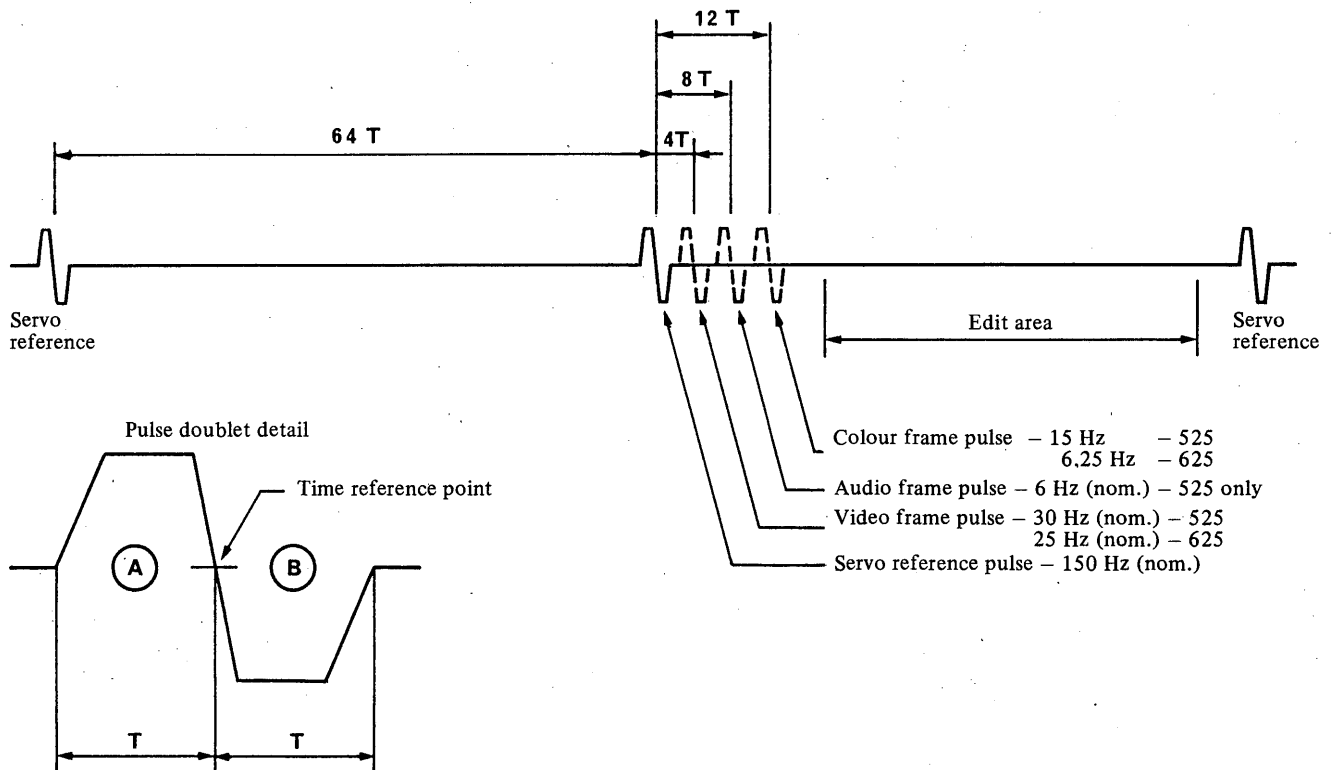 12 T
8 T
64 T
4T
Servo
reference
Edit area
Servo
reference
Pulse doublet detail
Time reference point
A
B
T
T
Colour frame pulse – 15 Hz – 525
6,25 Hz – 625
Audio frame pulse – 6 Hz (nom.) – 525 only
Video frame pulse – 30 Hz (nom.) – 525
25 Hz (nom.) – 625
Servo reference pulse – 150 Hz (nom.)